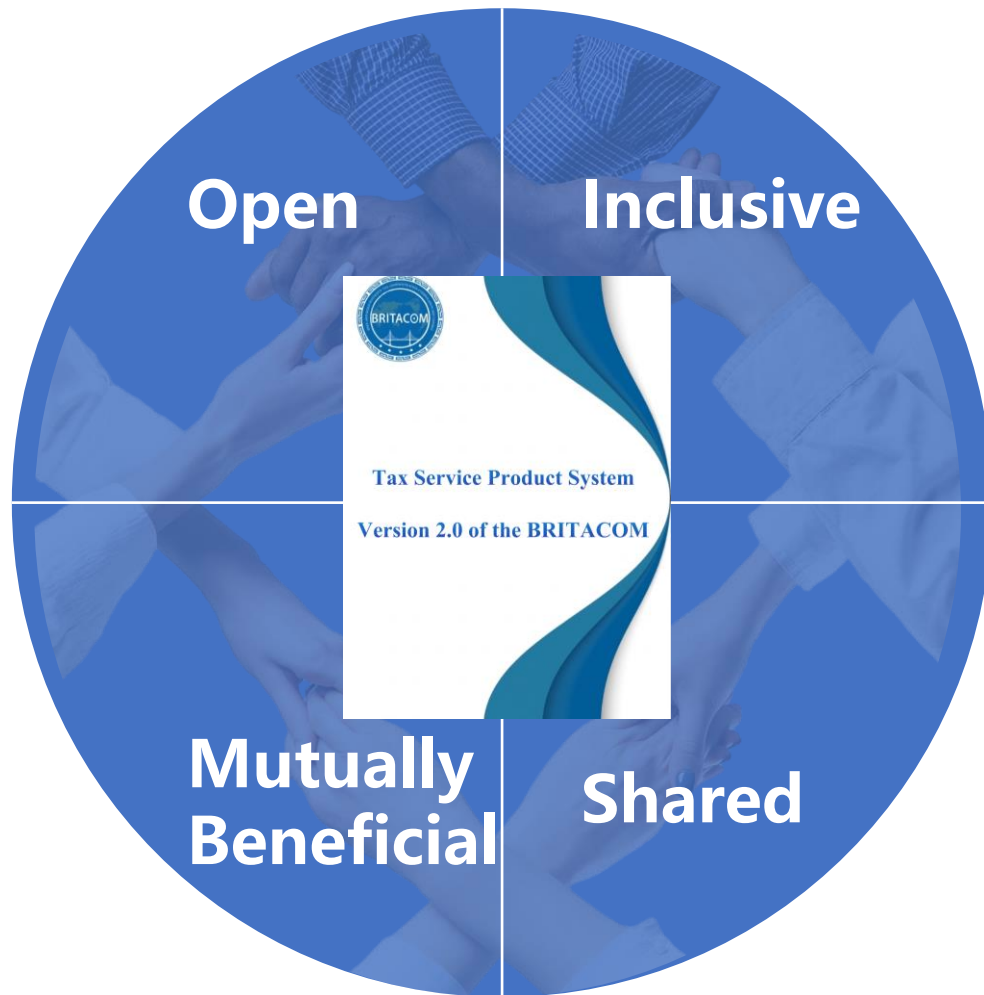 Open
Inclusive
BRITACOM
Tax Service Product System
Version 2.0 of the BRITACOM
Mutually
Beneficial
Shared